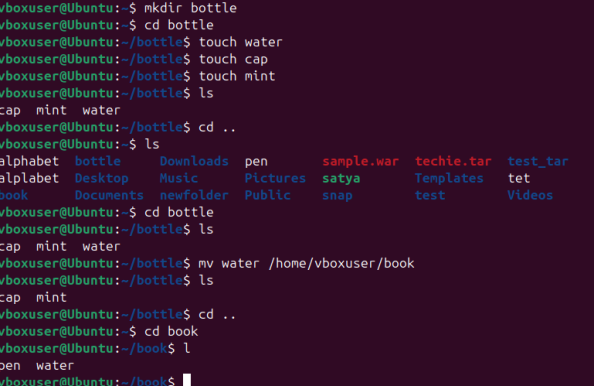 vboxuser@Ubuntu:~$ mkdir bottle
vboxuser@Ubuntu:~$ cd bottle
vboxuser@Ubuntu:~/bottle$ touch water
vboxuser@Ubuntu:~/bottle$ touch cap
vboxuser@Ubuntu:~/bottle$ touch mint
vboxuser@Ubuntu:~/bottle$ ls
cap  mint  water
vboxuser@Ubuntu:~/bottle$ cd ..
vboxuser@Ubuntu:~$ ls
alphabet  bottle  Downloads  pen  sample.war  techie.tar  test_tar
alplabet  Desktop  Music  Pictures  satya  Templates  tet
book  Documents  newfolder  Public  snap  test  Videos
vboxuser@Ubuntu:~$ cd bottle
vboxuser@Ubuntu:~/bottle$ ls
cap  mint  water
vboxuser@Ubuntu:~/bottle$ mv water /home/vboxuser/book
vboxuser@Ubuntu:~/bottle$ ls
cap  mint
vboxuser@Ubuntu:~/bottle$ cd ..
vboxuser@Ubuntu:~$ cd book
vboxuser@Ubuntu:~/book$ l
pen  water
vboxuser@Ubuntu:~/book$